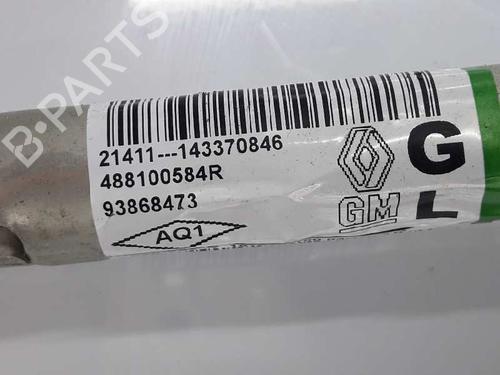 B-PARTS
21411---143370846
488100584R
93868473
AQ1
GM
G
L